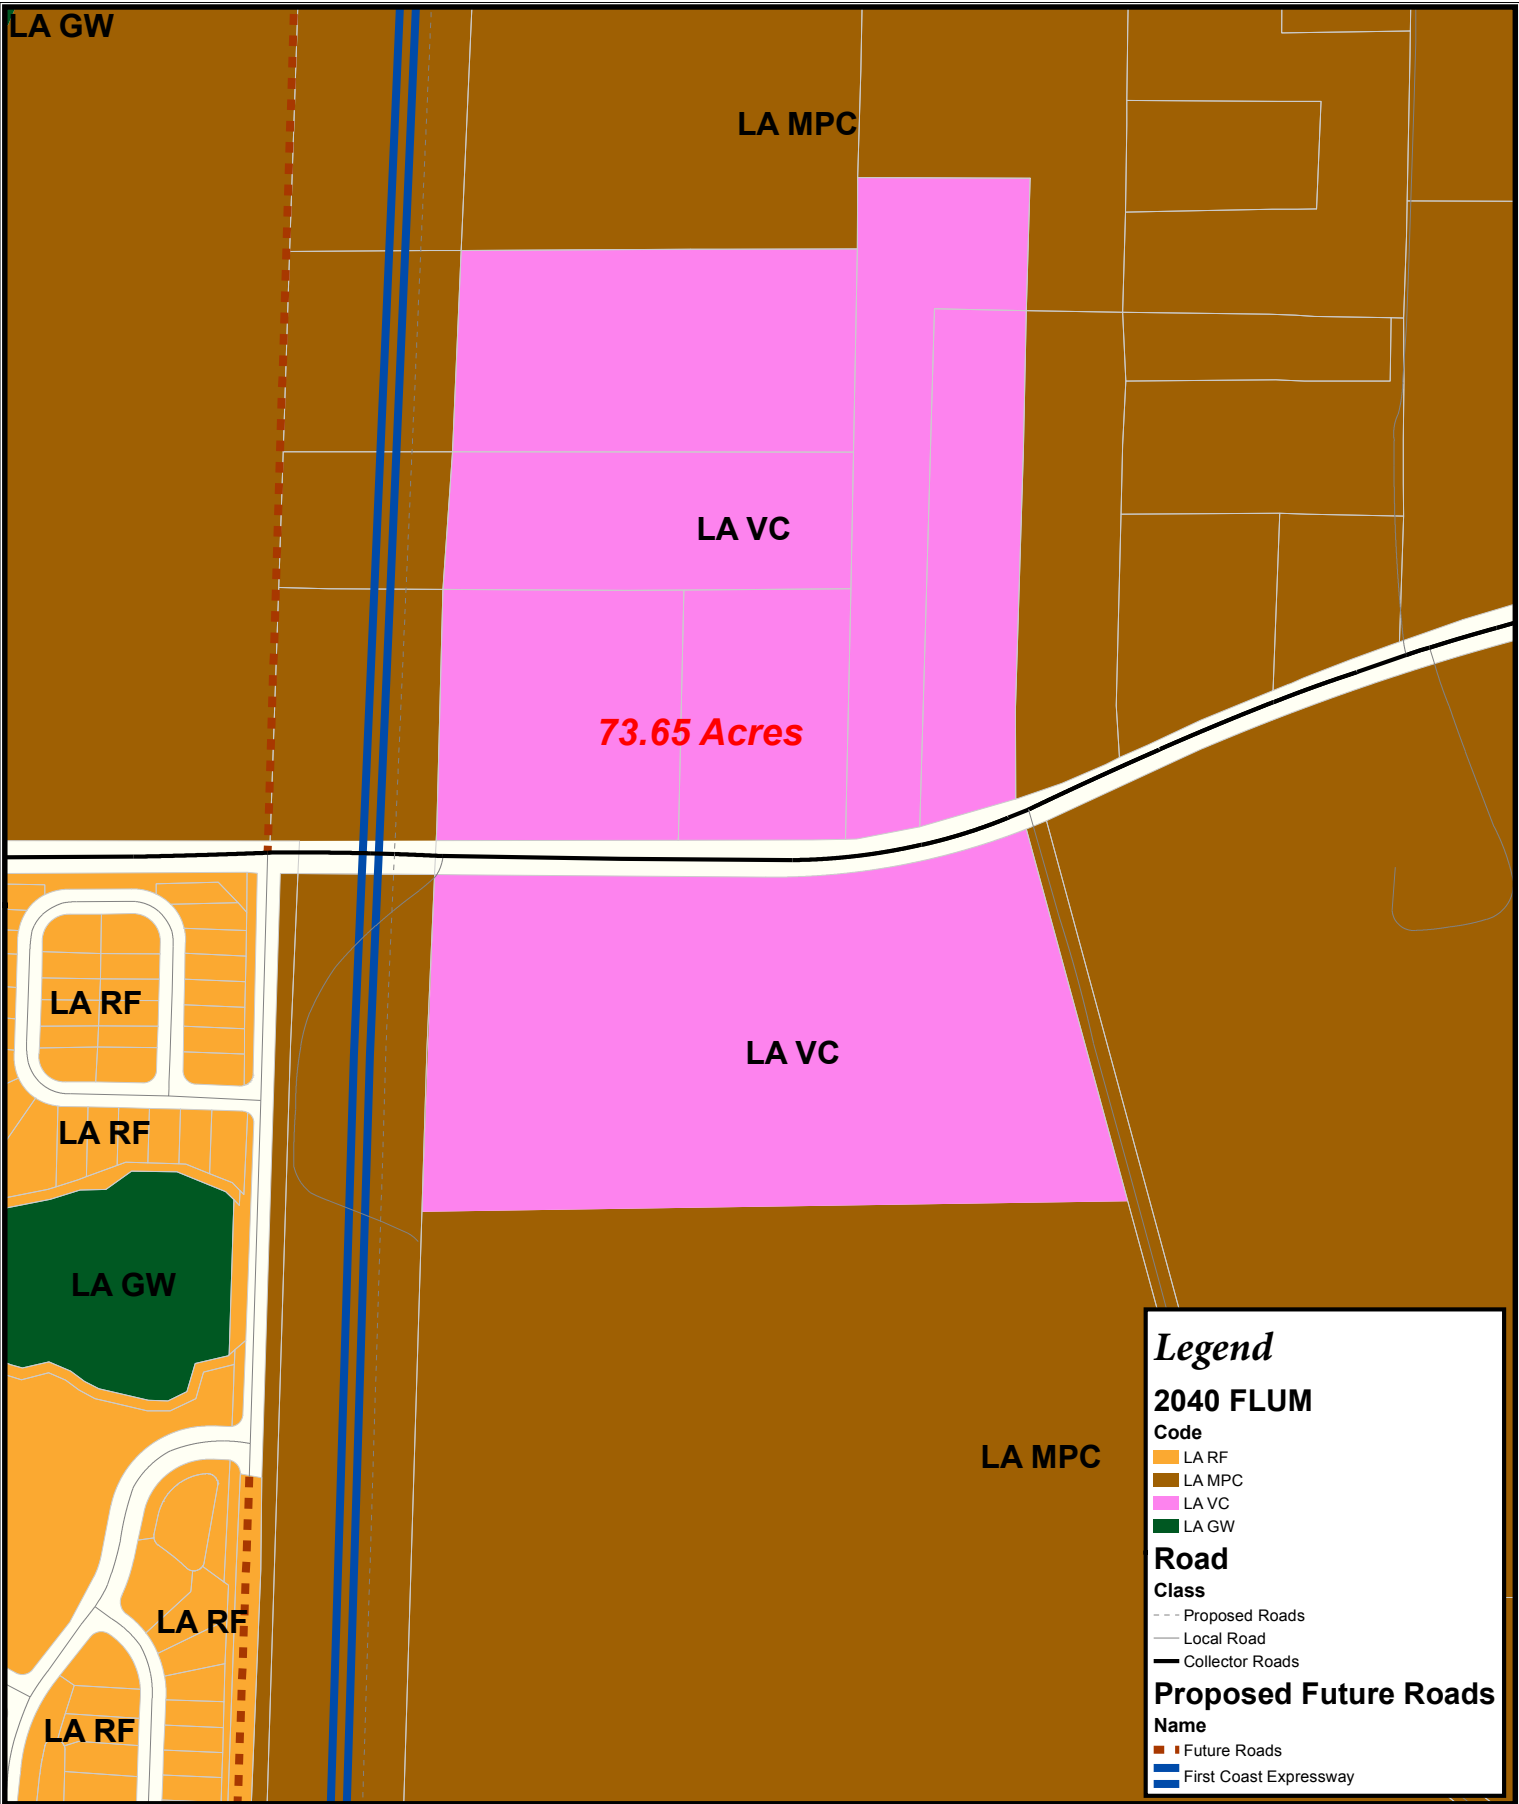 LA GW
LA MPC
LA VC
73.65 Acres
LA RF
LA VC
LA RF
LA GW
LA MPC
LA RF
LA RF
Legend
2040 FLUM
Code
LA RF
LA MPC
LA VC
LA GW
Road
Class
Proposed Roads
Local Road
Collector Roads
Proposed Future Roads
Name
Future Roads
First Coast Expressway